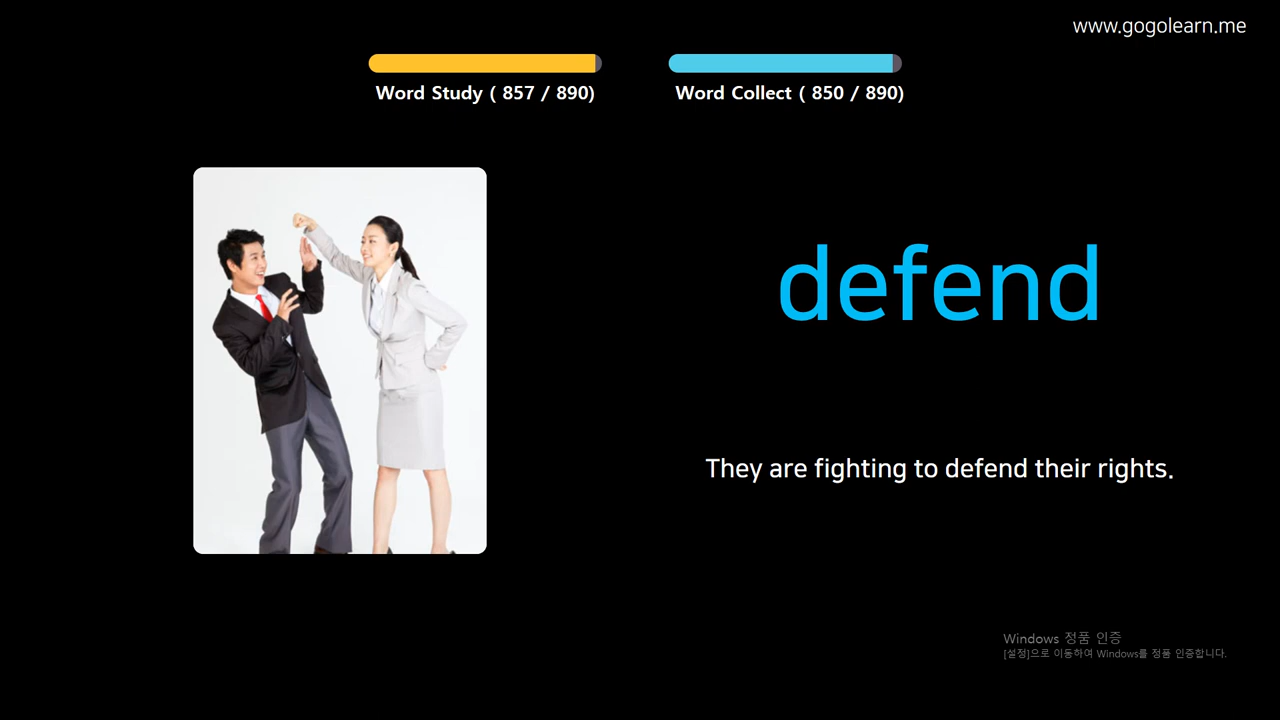 www.gogolearn.me
Word Study ( 857 / 890)
Word Collect ( 850 / 890)
defend
They are fighting to defend their rights.
Windows 정품 인증
[설정]으로 이동하여 Windows를 정품 인증합니다.